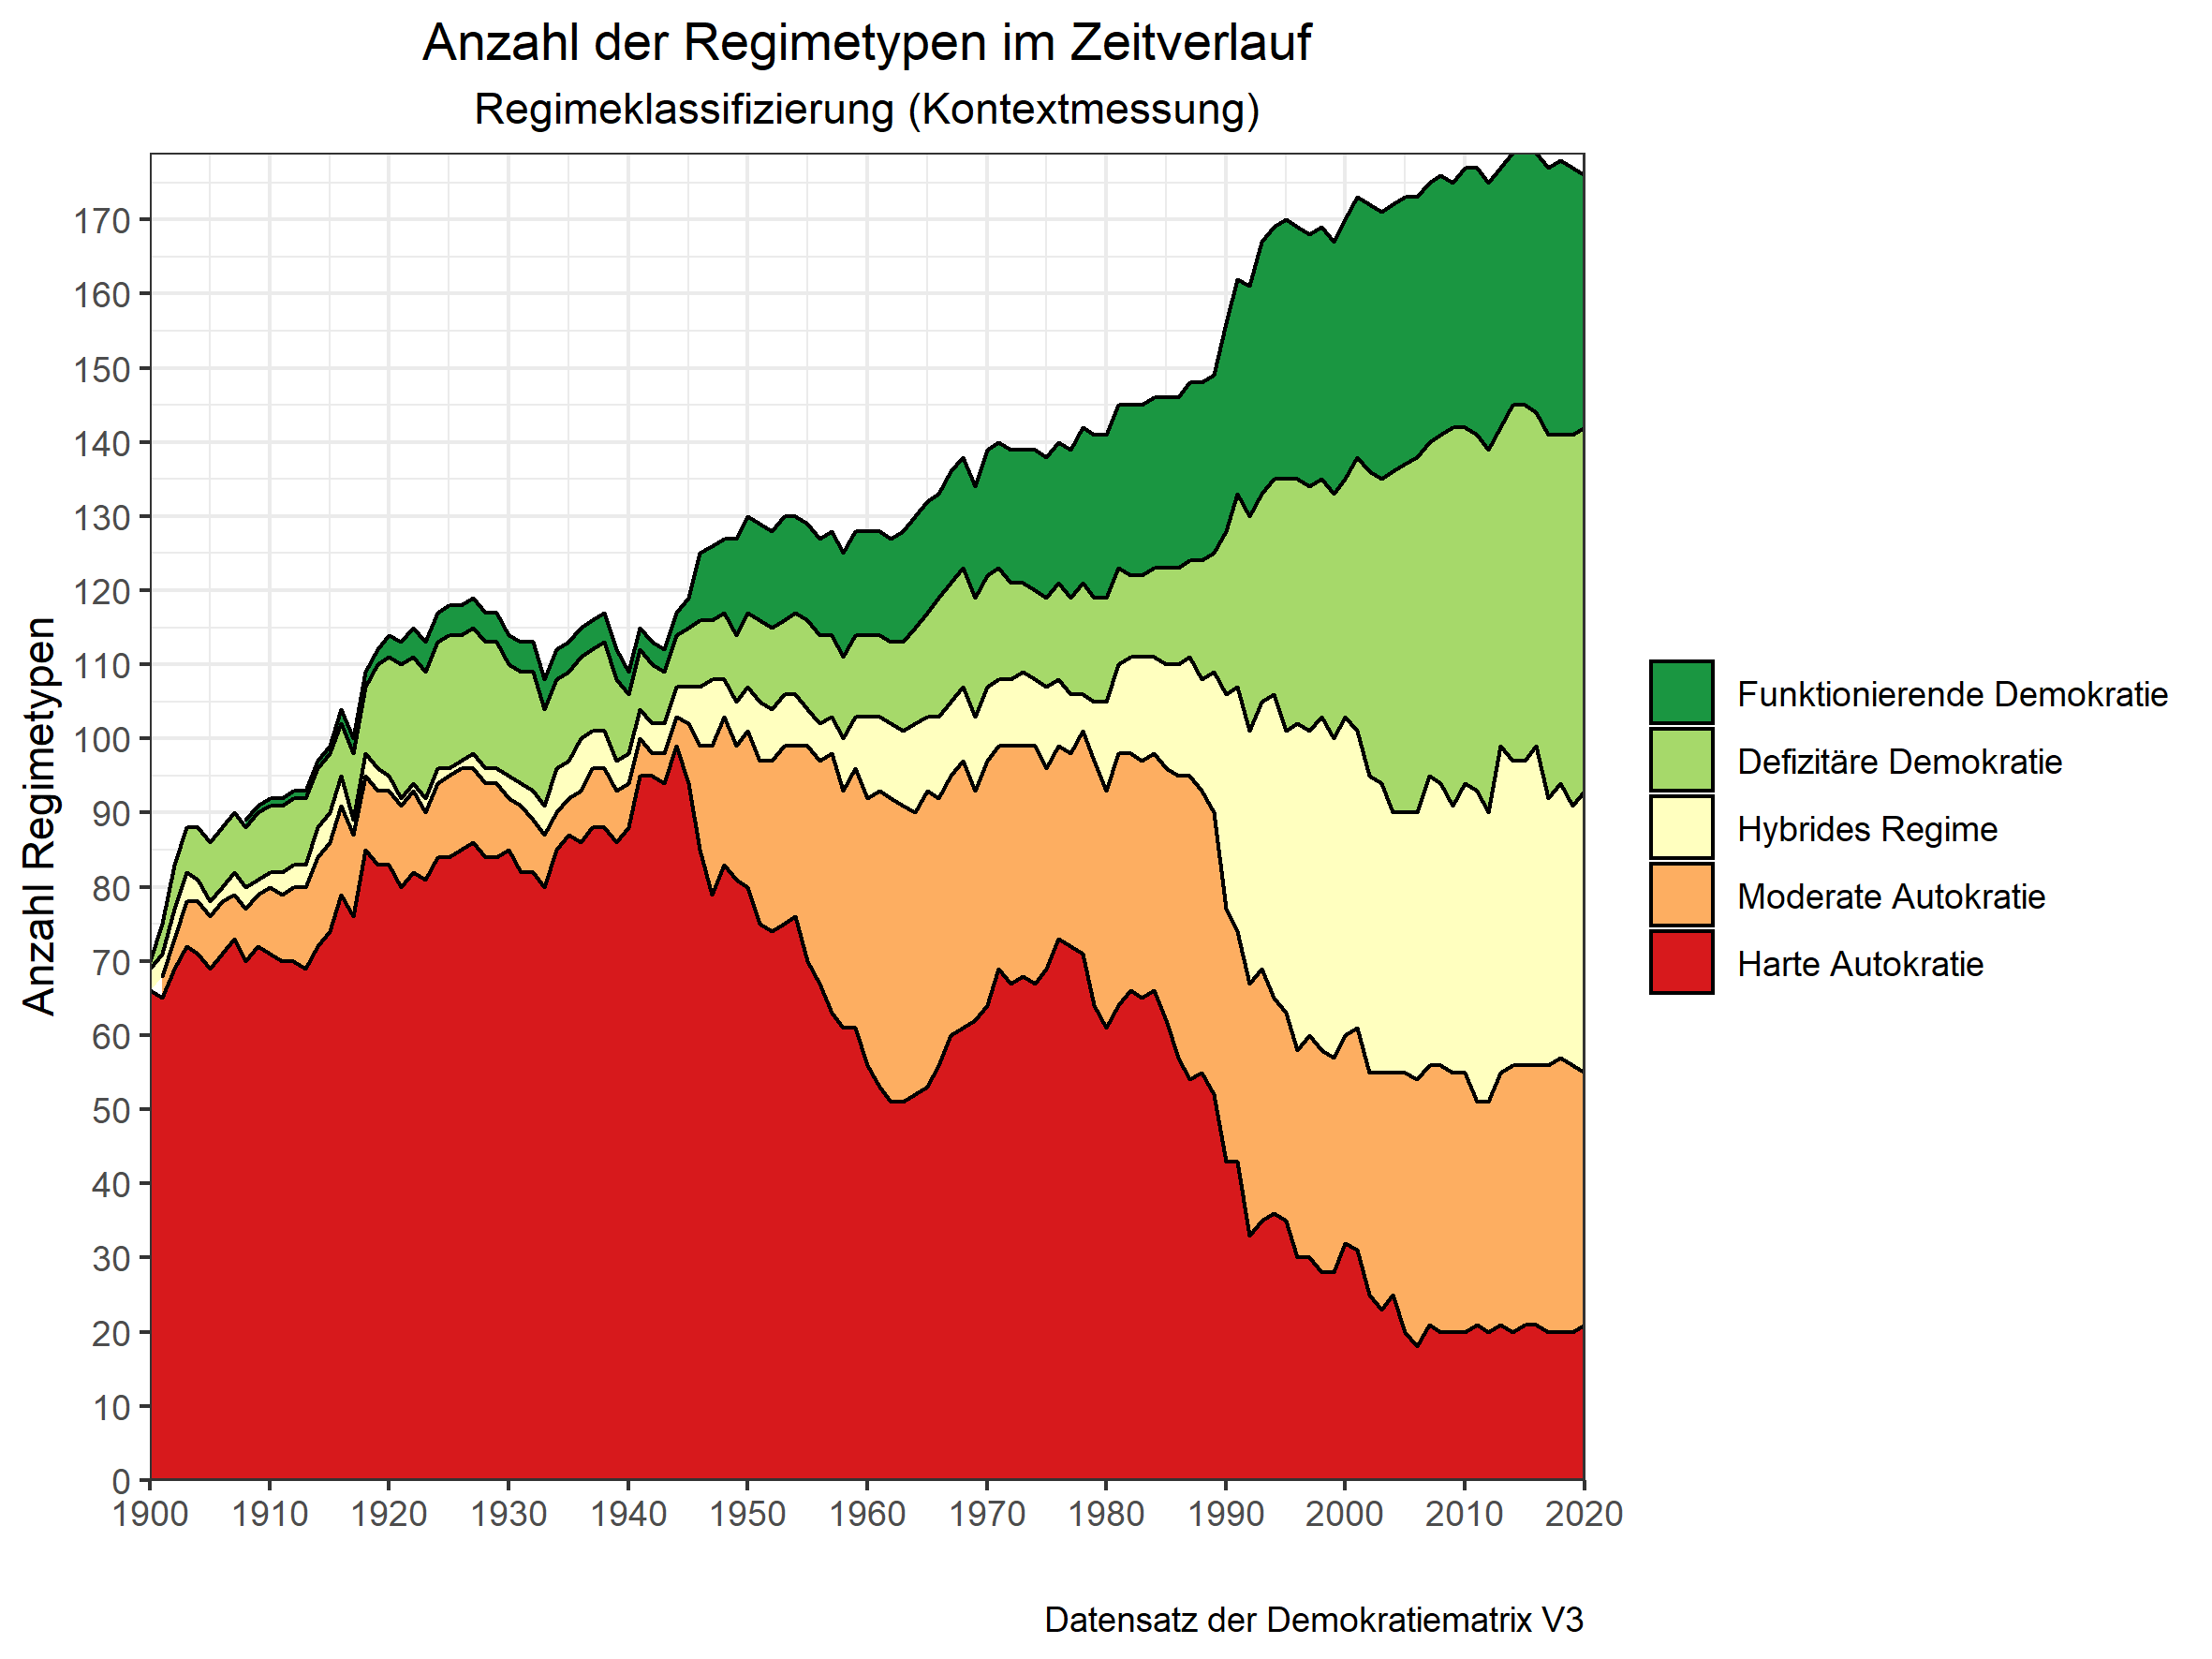 Anzahl der Regimetypen im Zeitverlauf
Regimeklassifizierung (Kontextmessung)
Anzahl Regimetypen
170
160
150
140
130
120
110
100
90
80
70
60
50
40
30
20
10
0
1900 1910 1920 1930 1940 1950 1960 1970 1980 1990 2000 2010 2020
Funktionierende Demokratie
Defizitäre Demokratie
Hybrides Regime
Moderate Autokratie
Harte Autokratie
Datensatz der Demokratiematrix V3